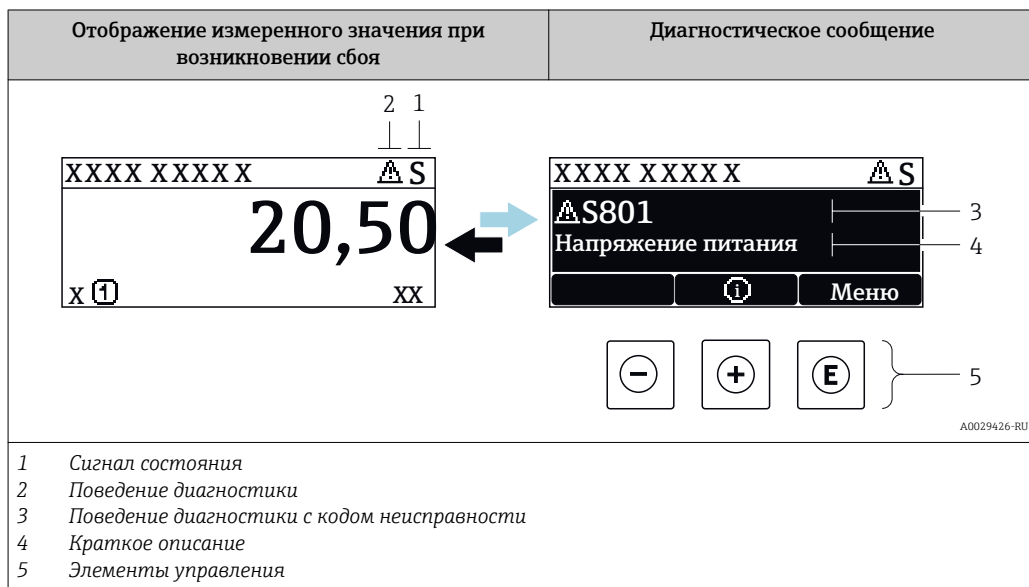 Отображение измеренного значения при
возникновении сбоя
Диагностическое сообщение
2 1
XXXX XXXXX ⚠ S
20,50
X 1 XX
XXXX XXXXX ⚠ S
⚠S801
Напряжение питания
i Меню
3
4
− + E
5
A0029426-RU
1 Сигнал состояния
2 Поведение диагностики
3 Поведение диагностики с кодом неисправности
4 Краткое описание
5 Элементы управления